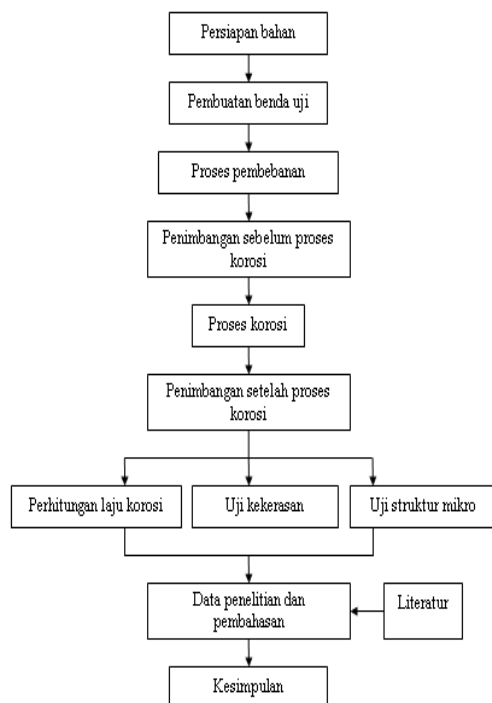 Persiapan bahan
Pembuatan benda uji
Proses pembebanan
Penimbangan sebelum proses
korosi
Proses korosi
Penimbangan setelah proses
korosi
Perhitungan laju korosi
Uji kekerasan
Uji struktur mikro
Data penelitian dan
pembahasan
Literatur
Kesimpulan